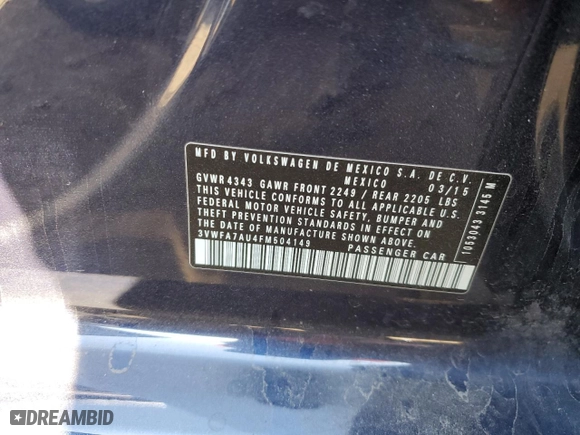 MFD BY VOLKSWAGEN DE MEXICO S.A. DE C.V.
MEXICO 03/15
GVWR 4343 GAWR FRONT 2249 / REAR 2205 LBS
THIS VEHICLE CONFORMS TO ALL APPLICABLE U.S.
FEDERAL MOTOR VEHICLE SAFETY, BUMPER AND
THEFT PREVENTION STANDARDS IN EFFECT ON
THE DATE OF MANUFACTURE SHOWN ABOVE.
3VWFA7AU4FM504149 PASSENGER CAR
1053043 3145 M
DREAMBID